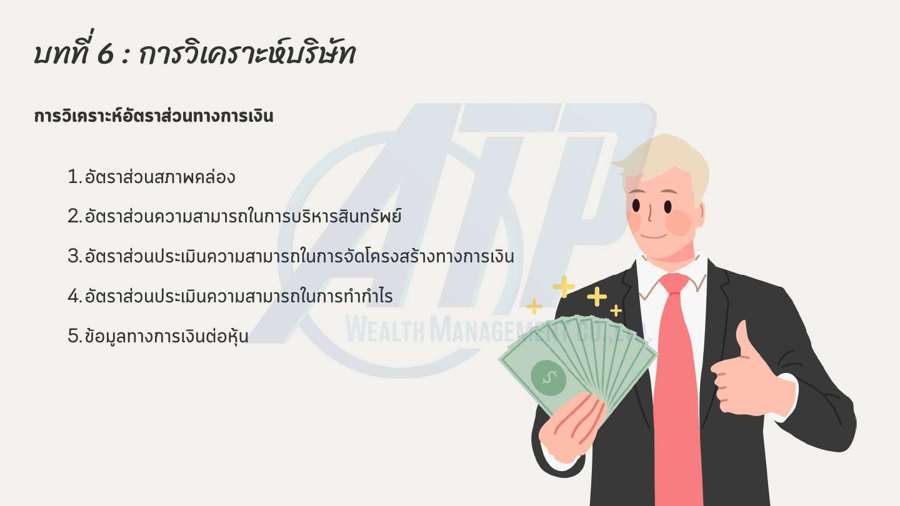 บทที่ 6 : การวิเคราะห์บริษัท
การวิเคราะห์อัตราส่วนทางการเงิน
1. อัตราส่วนสภาพคล่อง
2. อัตราส่วนความสามารถในการบริหารสินทรัพย์
3. อัตราส่วนประเมินความสามารถในการจัดโครงสร้างทางการเงิน
4. อัตราส่วนประเมินความสามารถในการทำกำไร
5. ข้อมูลทางการเงินต่อหุ้น
ATP
WEALTH MANAGEMENT CO., LTD.
$